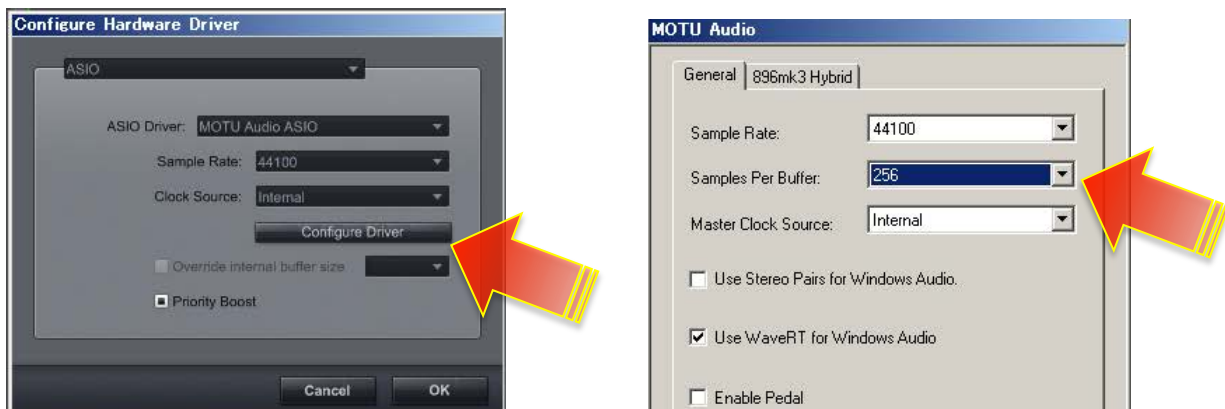 Configure Hardware Driver
ASIO
ASIO Driver: MOTU Audio ASIO
Sample Rate: 44100
Clock Source: Internal
Configure Driver
Override internal buffer size
Priority Boost
Cancel OK
MOTU Audio
General 896mk3 Hybrid
Sample Rate: 44100
Samples Per Buffer: 256
Master Clock Source: Internal
Use Stereo Pairs for Windows Audio.
Use WaveRT for Windows Audio
Enable Pedal